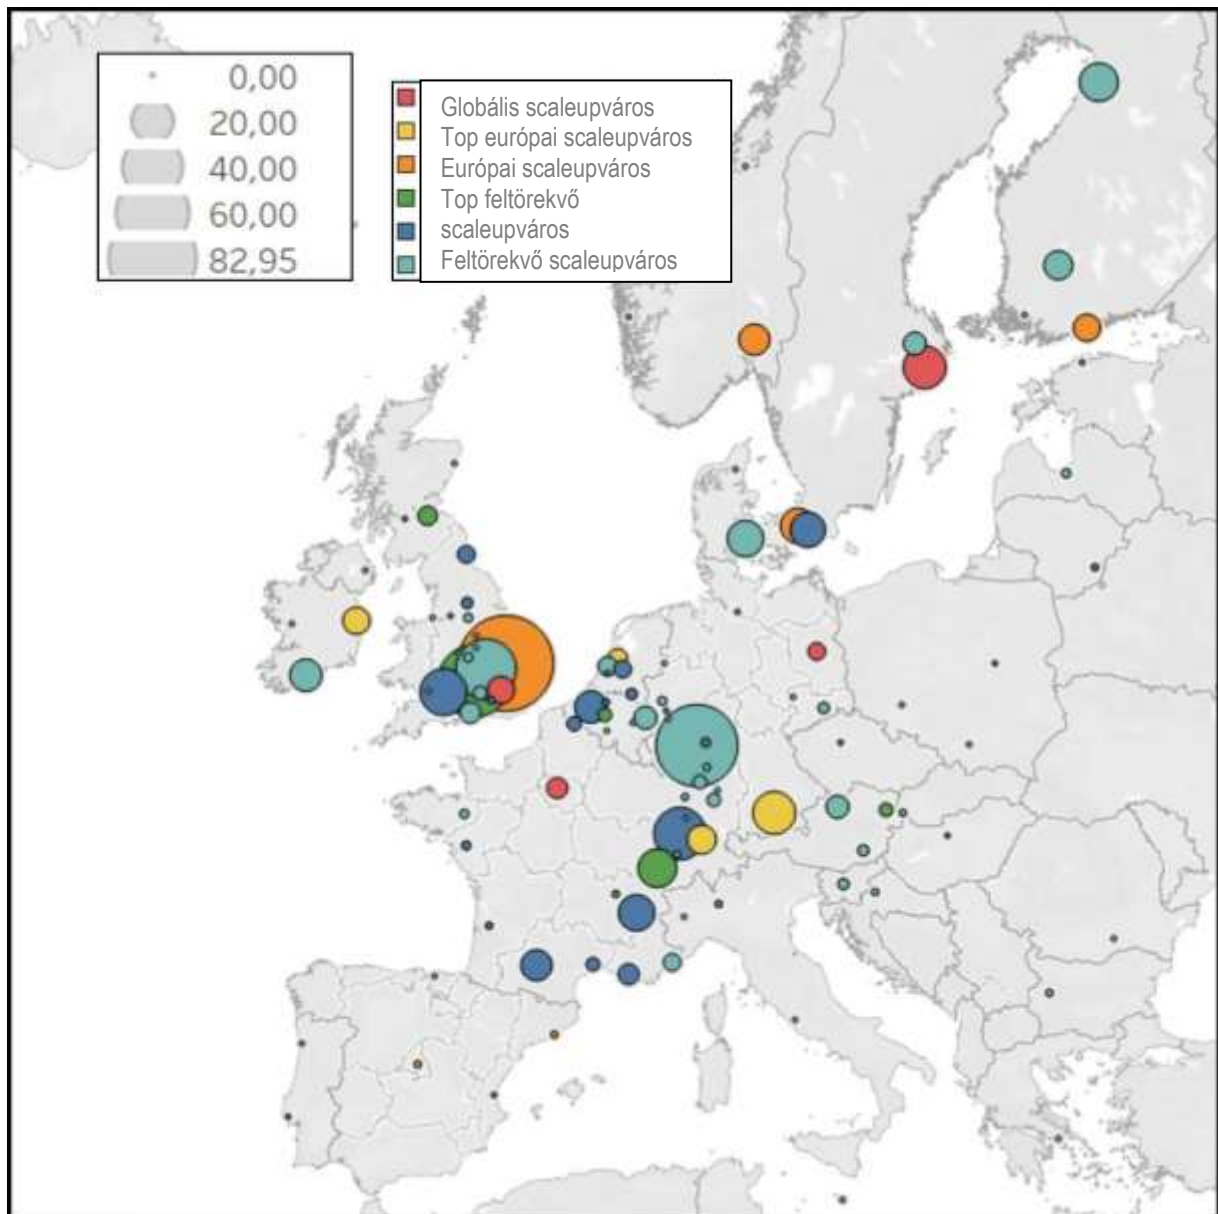 0,00
20,00
40,00
60,00
82,95
Globális scaleupváros
Top európai scaleupváros
Európai scaleupváros
Top feltörekvő
scaleupváros
Feltörekvő scaleupváros